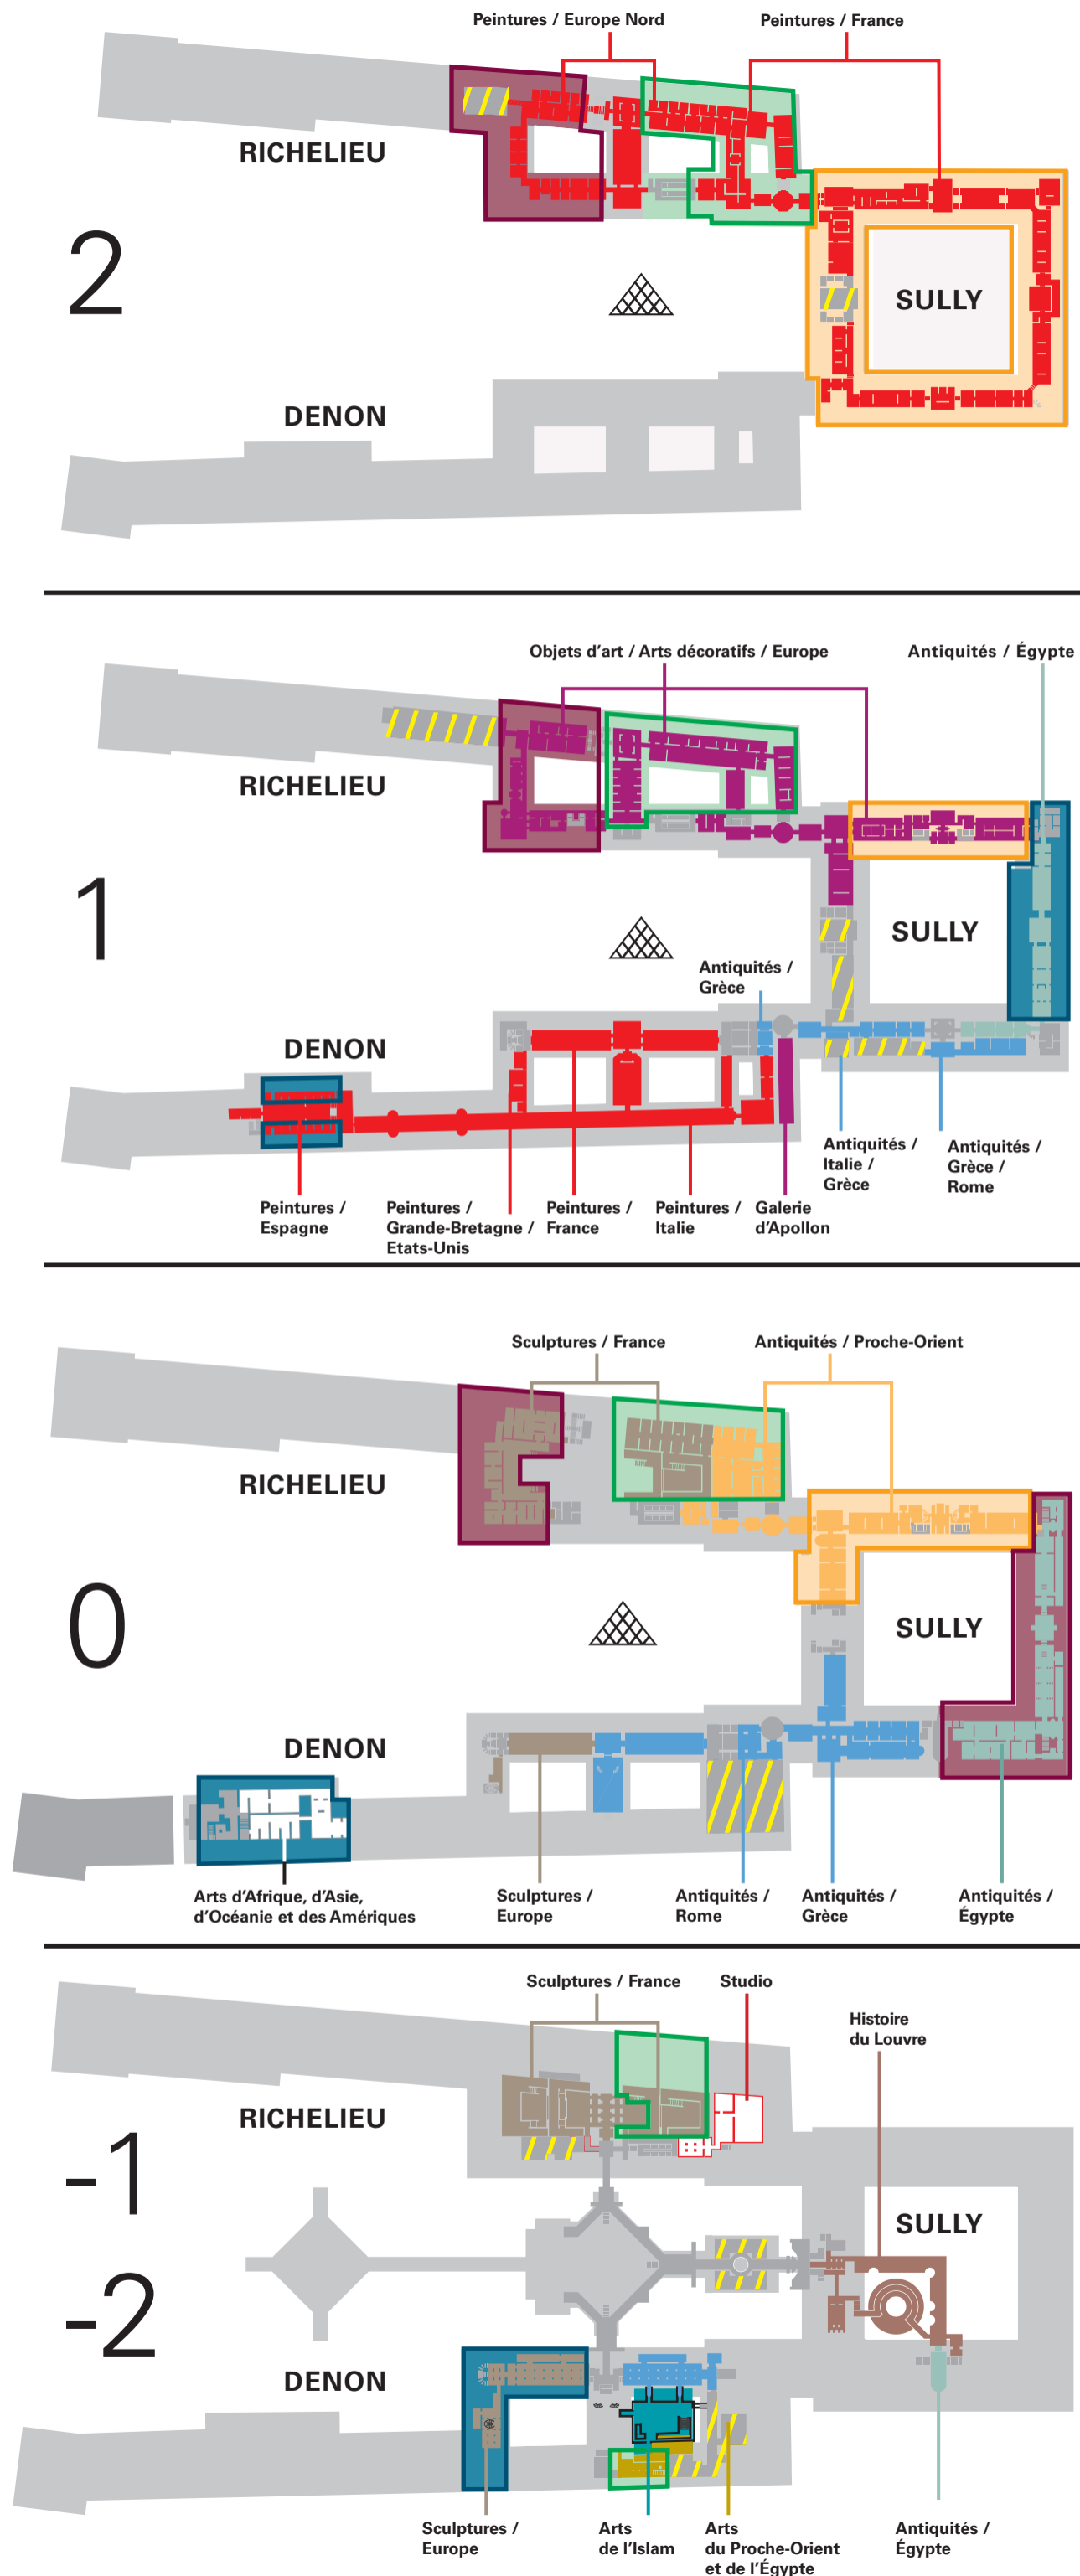 Peintures / Europe Nord
Peintures / France
RICHELIEU
2
SULLY
DENON
Objets d'art / Arts décoratifs / Europe
Antiquités / Égypte
RICHELIEU
1
SULLY
Antiquités /
Grèce
DENON
Antiquités /
Italie /
Grèce
Antiquités /
Grèce /
Rome
Peintures /
Espagne
Peintures /
Grande-Bretagne /
Etats-Unis
Peintures /
France
Peintures /
Italie
Galerie
d'Apollon
Sculptures / France
Antiquités / Proche-Orient
RICHELIEU
0
SULLY
DENON
Arts d'Afrique, d'Asie,
d'Océanie et des Amériques
Sculptures /
Europe
Antiquités /
Rome
Antiquités /
Grèce
Antiquités /
Égypte
Sculptures / France
Studio
Histoire
du Louvre
RICHELIEU
-1
SULLY
-2
DENON
Sculptures /
Europe
Arts
de l'Islam
Arts
du Proche-Orient
et de l'Égypte
Antiquités /
Égypte